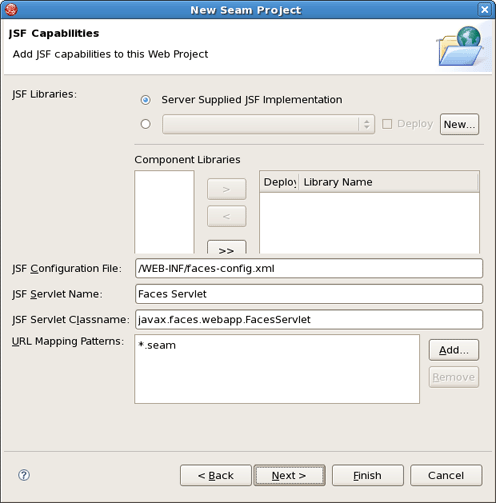 New Seam Project
JSF Capabilities
Add JSF capabilities to this Web Project
JSF Libraries:
Server Supplied JSF Implementation
Deploy
New...
Component Libraries
>
<
>>
Deploy Library Name
JSF Configuration File: /WEB-INF/faces-config.xml
JSF Servlet Name: Faces Servlet
JSF Servlet Classname: javax.faces.webapp.FacesServlet
URL Mapping Patterns: *.seam
Add...
Remove
?
< Back Next > Finish Cancel